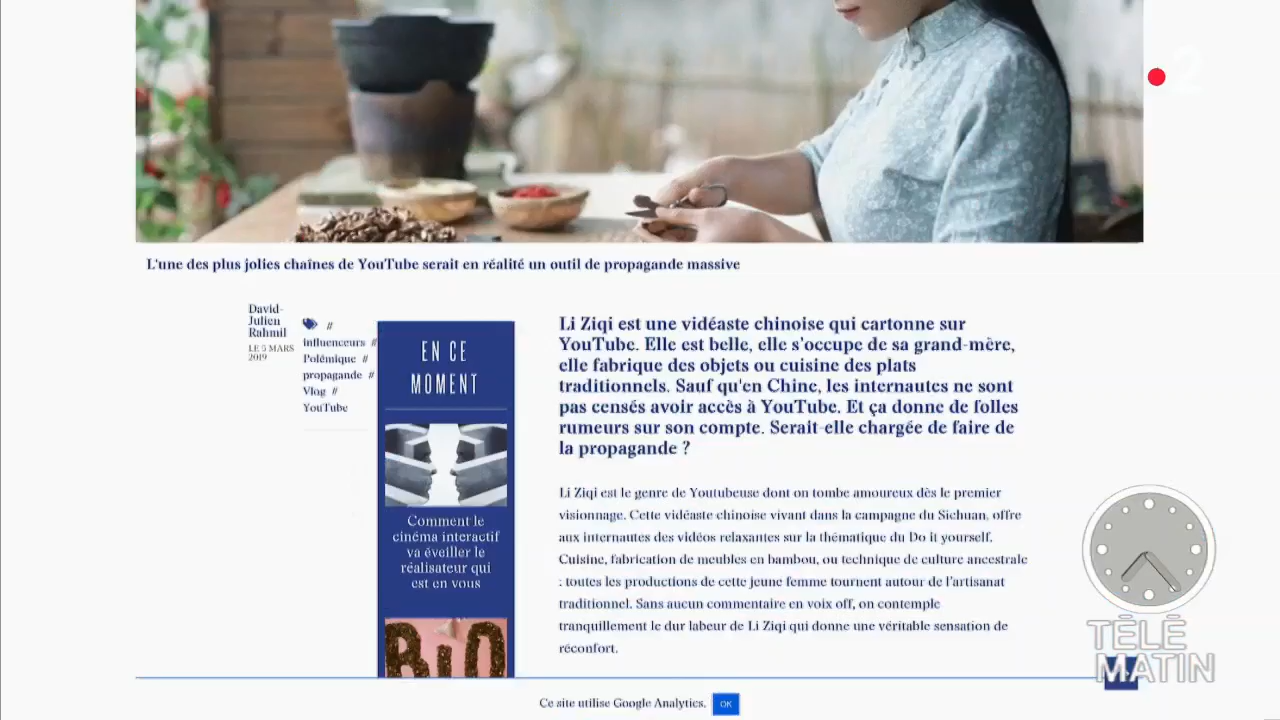 2
L'une des plus jolies chaînes de YouTube serait en réalité un outil de propagande massive
David-
Julien
Rahmil
LE 5 MARS
2019
#
influenceurs #
Polémique #
propagande #
Vlog #
YouTube
EN CE
MOMENT
Comment le
cinéma interactif
va éveiller le
réalisateur qui
est en vous
BIO
Li Ziqi est une vidéaste chinoise qui cartonne sur
YouTube. Elle est belle, elle s'occupe de sa grand-mère,
elle fabrique des objets ou cuisine des plats
traditionnels. Sauf qu'en Chine, les internautes ne sont
pas censés avoir accès à YouTube. Et ça donne de folles
rumeurs sur son compte. Serait-elle chargée de faire de
la propagande ?
Li Ziqi est le genre de Youtubeuse dont on tombe amoureux dès le premier
visionnage. Cette vidéaste chinoise vivant dans la campagne du Sichuan, offre
aux internautes des vidéos relaxantes sur la thématique du Do it yourself.
Cuisine, fabrication de meubles en bambou, ou technique de culture ancestrale
: toutes les productions de cette jeune femme tournent autour de l'artisanat
traditionnel. Sans aucun commentaire en voix off, on contemple
tranquillement le dur labeur de Li Ziqi qui donne une véritable sensation de
réconfort.
TÉLÉ
MATIN
Ce site utilise Google Analytics. OK